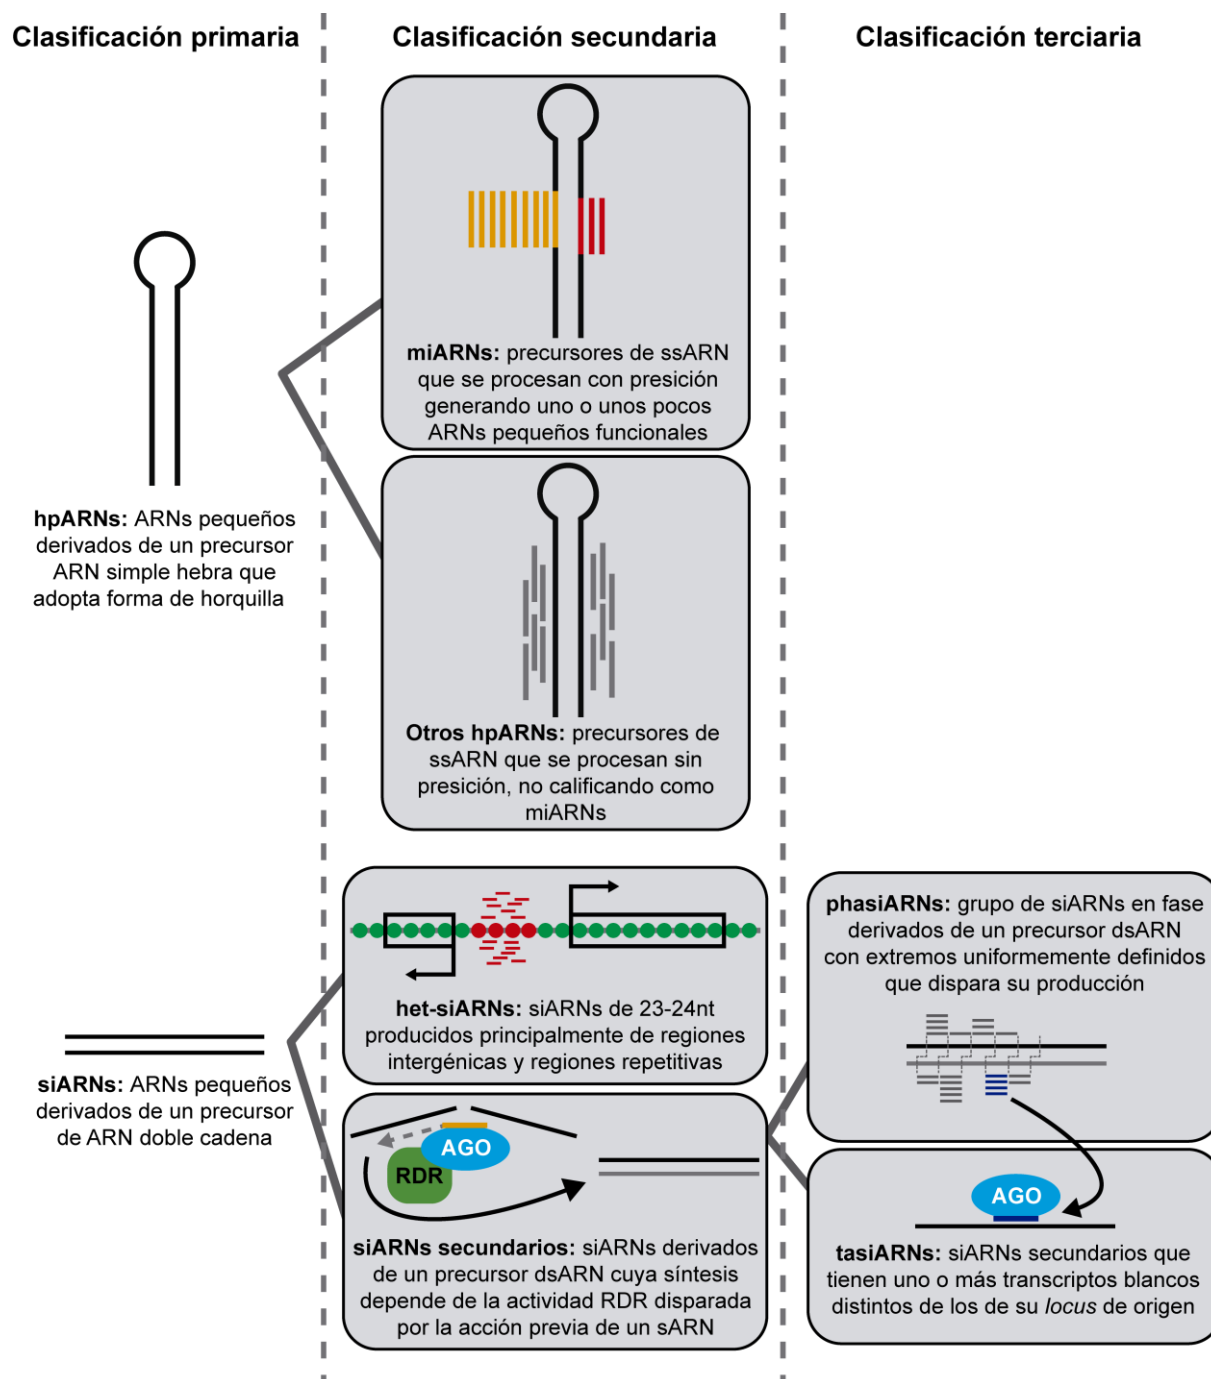 Clasificación primaria
Clasificación secundaria
Clasificación terciaria
miARNs: precursores de ssARN
que se procesan con presición
generando uno o unos pocos
ARNs pequeños funcionales
hpARNs: ARNs pequeños
derivados de un precursor
ARN simple hebra que
adopta forma de horquilla
Otros hpARNs: precursores de
ssARN que se procesan sin
presición, no calificando como
miARNs
het-siARNs: siARNs de 23-24nt
producidos principalmente de regiones
intergénicas y regiones repetitivas
phasiARNs: grupo de siARNs en fase
derivados de un precursor dsARN
con extremos uniformemente definidos
que dispara su producción
siARNs: ARNs pequeños
derivados de un precursor
de ARN doble cadena
AGO
RDR
siARNs secundarios: siARNs derivados
de un precursor dsARN cuya síntesis
depende de la actividad RDR disparada
por la acción previa de un sARN
AGO
tasiARNs: siARNs secundarios que
tienen uno o más transcriptos blancos
distintos de los de su locus de origen